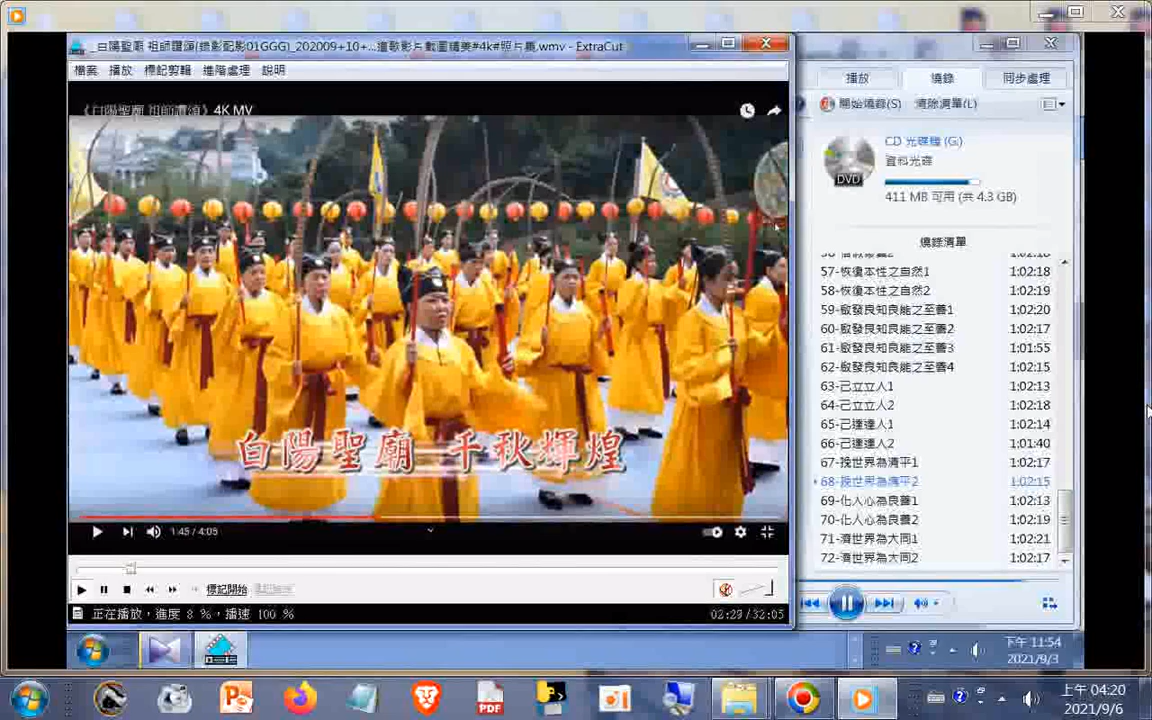 _白陽聖廟 祖師讚頌(錄影配影01GGG)_202009+10+...
.wmv - ExtraCut
檔案 播放 標記剪輯 進階處理 說明
《白陽聖廟 祖師讚頌》4K MV
白陽聖廟 千秋輝煌
1:45 / 4:05
標記開始
正在播放，進度 8 %，播速 100 %
02:29/32:05
播放 燒錄 同步處理
開始燒錄(S) 清除清單(L)
CD 光碟機 (G:)
資料光碟
DVD
411 MB 可用 (共 4.3 GB)
燒錄清單
57-恢復本性之自然1 1:02:18
58-恢復本性之自然2 1:02:19
59-啟發良知良能之至善1 1:02:20
60-啟發良知良能之至善2 1:02:17
61-啟發良知良能之至善3 1:01:55
62-啟發良知良能之至善4 1:02:15
63-己立立人1 1:02:13
64-己立立人2 1:02:18
65-己達達人1 1:02:14
66-己達達人2 1:01:40
67-挽世界為清平1 1:02:17
68-挽世界為清平2 1:02:15
69-化人心為良善1 1:02:13
70-化人心為良善2 1:02:19
71-濟世界為大同1 1:02:21
72-濟世界為大同2 1:02:17
下午 11:54
2021/9/3
PDF
上午 04:20
2021/9/6